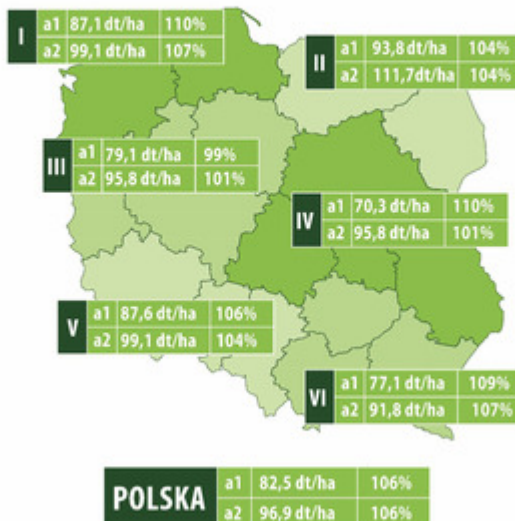 I a1 87,1 dt/ha 110%
a2 99,1 dt/ha 107%
II a1 93,8 dt/ha 104%
a2 111,7dt/ha 104%
III a1 79,1 dt/ha 99%
a2 95,8 dt/ha 101%
IV a1 70,3 dt/ha 110%
a2 95,8 dt/ha 101%
V a1 87,6 dt/ha 106%
a2 99,1 dt/ha 104%
VI a1 77,1 dt/ha 109%
a2 91,8 dt/ha 107%
POLSKA a1 82,5 dt/ha 106%
a2 96,9 dt/ha 106%